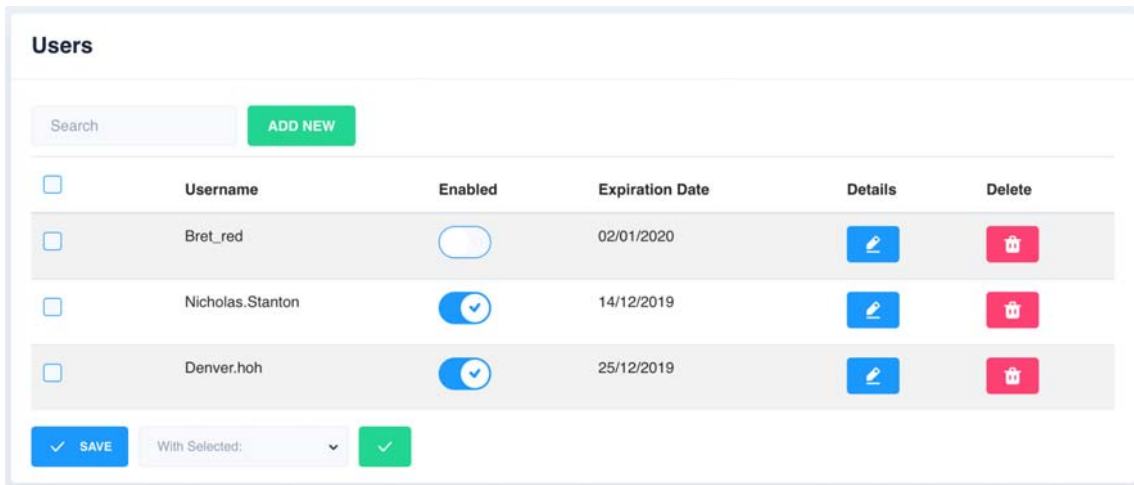 Users
Search ADD NEW
Username Enabled Expiration Date Details Delete
Bret_red 02/01/2020
Nicholas.Stanton 14/12/2019
Denver.hoh 25/12/2019
SAVE With Selected: